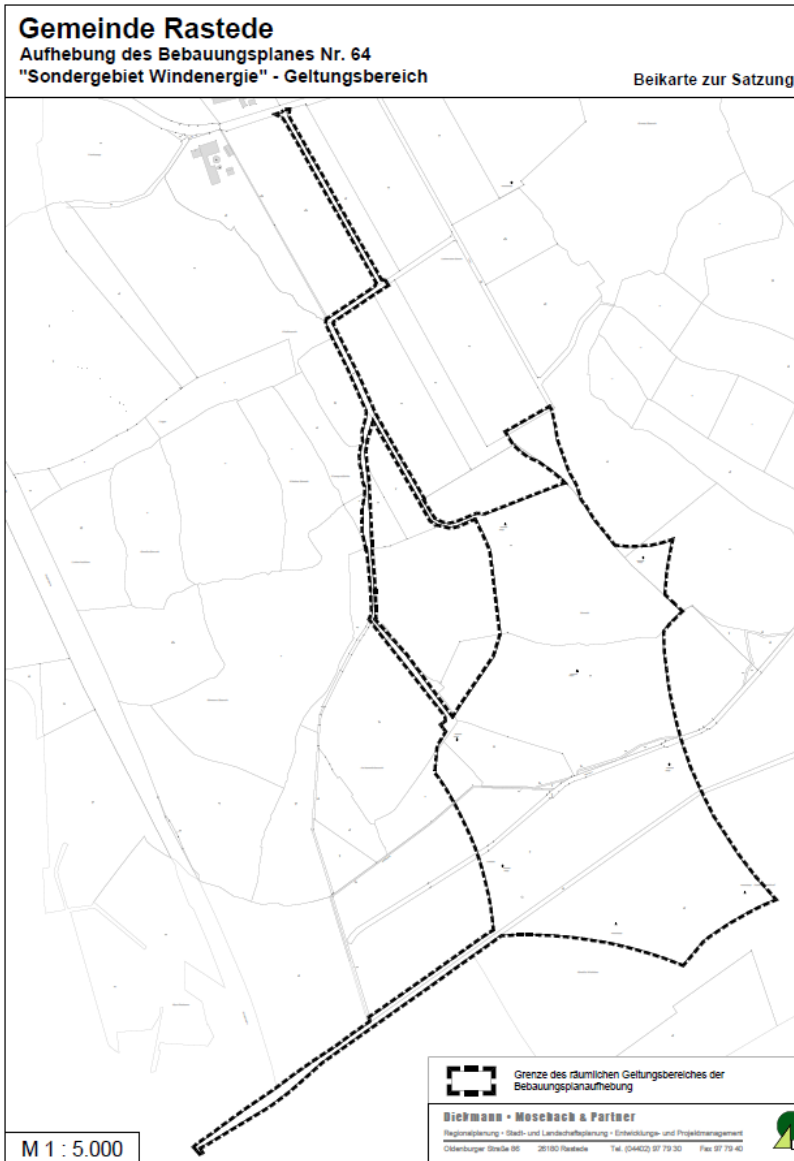 Gemeinde Rastede
Aufhebung des Bebauungsplanes Nr. 64
"Sondergebiet Windenergie" - Geltungsbereich
Beikarte zur Satzung
Grenze des räumlichen Geltungsbereiches der
Bebauungsplanaufhebung
Diekmann • Mosebach & Partner
Regionalplanung • Stadt- und Landschaftsplanung • Entwicklungs- und Projektmanagement
Oldenburger Straße 86 26180 Rastede Tel. (04402) 97 79 30 Fax 97 79 40
M 1 : 5.000